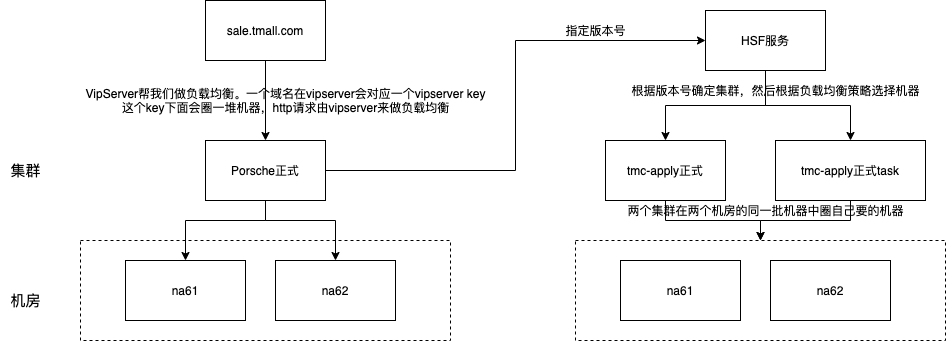 sale.tmall.com
指定版本号
HSF服务
VipServer帮我们做负载均衡。一个域名在vipserver会对应一个vipserver key
这个key下面会圈一堆机器，http请求由vipserver来做负载均衡
根据版本号确定集群，然后根据负载均衡策略选择机器
集群
Porsche正式
tmc-apply正式
tmc-apply正式task
两个集群在两个机房的同一批机器中圈自己要的机器
机房
na61
na62
na61
na62